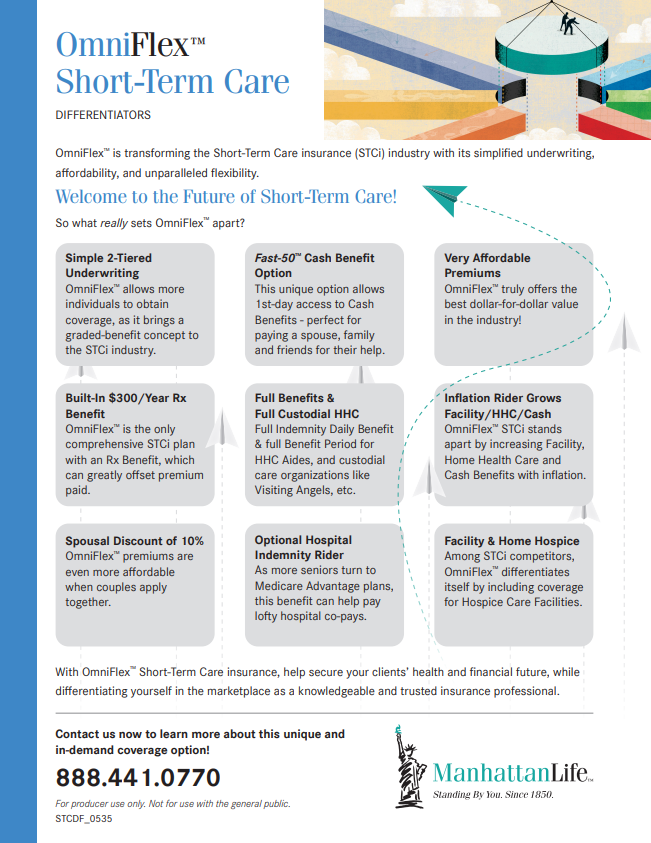 OmniFlex™
Short-Term Care
DIFFERENTIATORS
OmniFlex™ is transforming the Short-Term Care insurance (STCi) industry with its simplified underwriting,
affordability, and unparalleled flexibility.
Welcome to the Future of Short-Term Care!
So what really sets OmniFlex™ apart?
Simple 2-Tiered
Underwriting
OmniFlex™ allows more
individuals to obtain
coverage, as it brings a
graded-benefit concept to
the STCi industry.
Fast-50™ Cash Benefit
Option
This unique option allows
1st-day access to Cash
Benefits - perfect for
paying a spouse, family
and friends for their help.
Very Affordable
Premiums
OmniFlex™ truly offers the
best dollar-for-dollar value
in the industry!
Built-In $300/Year Rx
Benefit
OmniFlex™ is the only
comprehensive STCi plan
with an Rx Benefit, which
can greatly offset premium
paid.
Full Benefits &
Full Custodial HHC
Full Indemnity Daily Benefit
& full Benefit Period for
HHC Aides, and custodial
care organizations like
Visiting Angels, etc.
Inflation Rider Grows
Facility/HHC/Cash
OmniFlex™ STCi stands
apart by increasing Facility,
Home Health Care and
Cash Benefits with inflation.
Spousal Discount of 10%
OmniFlex™ premiums are
even more affordable
when couples apply
together.
Optional Hospital
Indemnity Rider
As more seniors turn to
Medicare Advantage plans,
this benefit can help pay
lofty hospital co-pays.
Facility & Home Hospice
Among STCi competitors,
OmniFlex™ differentiates
itself by including coverage
for Hospice Care Facilities.
With OmniFlex™ Short-Term Care insurance, help secure your clients' health and financial future, while
differentiating yourself in the marketplace as a knowledgeable and trusted insurance professional.
Contact us now to learn more about this unique and
in-demand coverage option!
888.441.0770
For producer use only. Not for use with the general public.
STCDF_0535
ManhattanLife™
Standing By You. Since 1850.